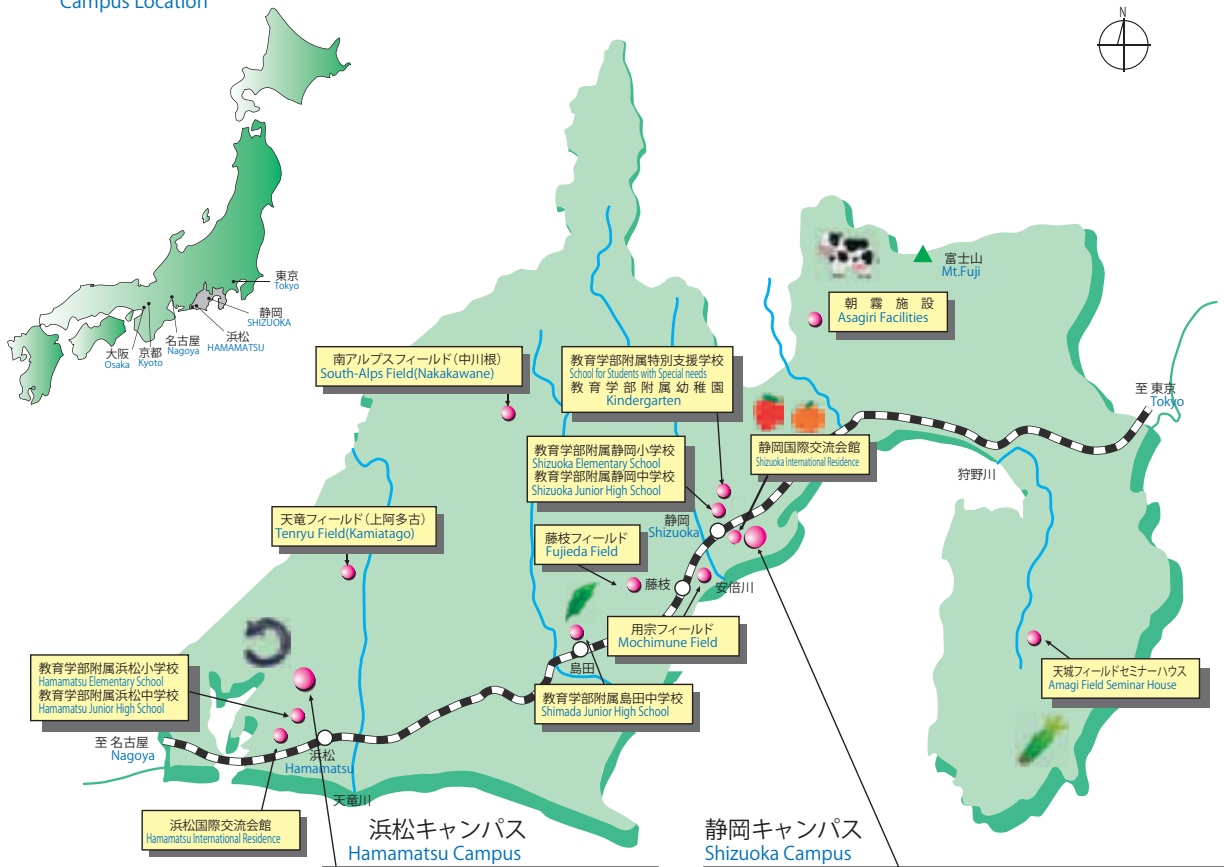 Campus Location
N
東京
Tokyo
静岡
SHIZUOKA
浜松
HAMAMATSU
名古屋
Nagoya
京都
Kyoto
大阪
Osaka
富士山
Mt.Fuji
朝霧施設
Asagiri Facilities
南アルプスフィールド(中川根)
South-Alps Field(Nakakawane)
教育学部附属特別支援学校
School for Students with Special needs
教育学部附属幼稚園
Kindergarten
至 東京
Tokyo
教育学部附属静岡小学校
Shizuoka Elementary School
教育学部附属静岡中学校
Shizuoka Junior High School
静岡国際交流会館
Shizuoka International Residence
狩野川
天竜フィールド(上阿多古)
Tenryu Field(Kamiatago)
静岡
Shizuoka
藤枝フィールド
Fujieda Field
藤枝
安倍川
用宗フィールド
Mochimune Field
島田
教育学部附属島田中学校
Shimada Junior High School
天城フィールドセミナーハウス
Amagi Field Seminar House
教育学部附属浜松小学校
Hamamatsu Elementary School
教育学部附属浜松中学校
Hamamatsu Junior High School
至 名古屋
Nagoya
浜松
Hamamatsu
天竜川
浜松国際交流会館
Hamamatsu International Residence
浜松キャンパス
Hamamatsu Campus
静岡キャンパス
Shizuoka Campus